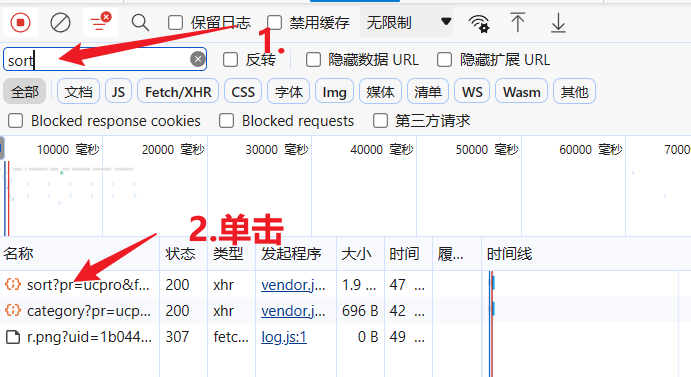 保留日志 禁用缓存 无限制
1.
sort 反转 隐藏数据 URL 隐藏扩展 URL
全部 文档 JS Fetch/XHR CSS 字体 Img 媒体 清单 WS Wasm 其他
Blocked response cookies Blocked requests 第三方请求
10000 毫秒 20000 毫秒 30000 毫秒 40000 毫秒 50000 毫秒 60000 毫秒 7000
2.单击
名称 状态 类型 发起程序 大小 时间 履... 时间线
sort?pr=ucpro&f... 200 xhr vendor.j... 1.9 ... 47 ...
category?pr=ucp... 200 xhr vendor.j... 696 B 42 ...
r.png?uid=1b044... 307 fetc... log.js:1 0 B 49 ...